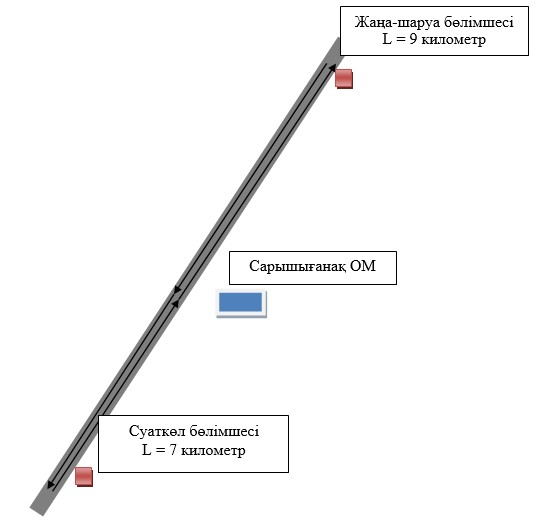 Жаңа-шаруа бөлімшесі
L = 9 километр
Сарышығанақ ОМ
Суаткөл бөлімшесі
L = 7 километр